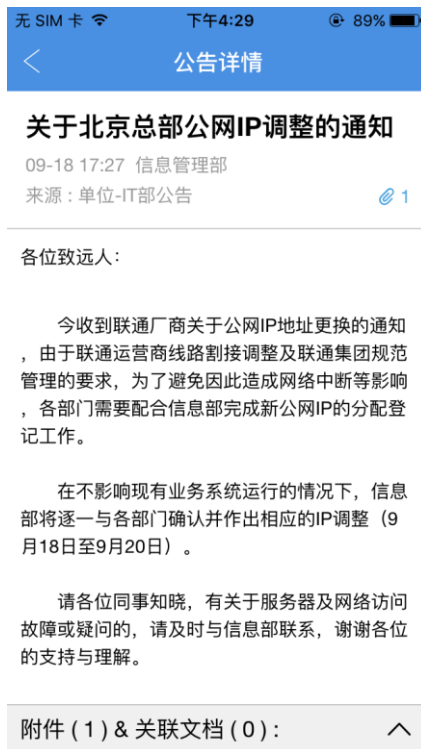 无 SIM 卡 下午4:29 89%
公告详情
关于北京总部公网IP调整的通知
09-18 17:27 信息管理部
来源：单位-IT部公告 1
各位致远人：
今收到联通厂商关于公网IP地址更换的通知
，由于联通运营商线路割接调整及联通集团规范
管理的要求，为了避免因此造成网络中断等影响
，各部门需要配合信息部完成新公网IP的分配登
记工作。
在不影响现有业务系统运行的情况下，信息
部将逐一与各部门确认并作出相应的IP调整（9
月18日至9月20日）。
请各位同事知晓，有关于服务器及网络访问
故障或疑问的，请及时与信息部联系，谢谢各位
的支持与理解。
附件 ( 1 ) & 关联文档 ( 0 )：